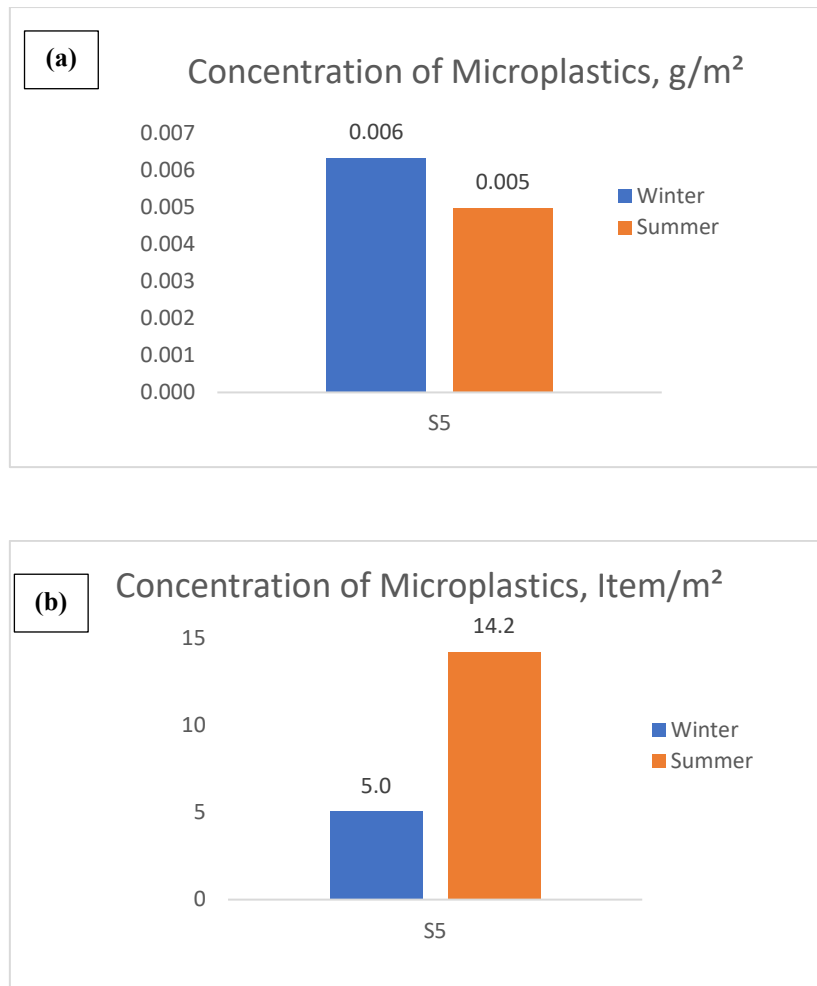 (a)
Concentration of Microplastics, g/m²
0.007
0.006
0.005
0.004
0.003
0.002
0.001
0.000
0.006
0.005
S5
Winter
Summer
(b)
Concentration of Microplastics, Item/m²
15
10
5
0
5.0
14.2
S5
Winter
Summer